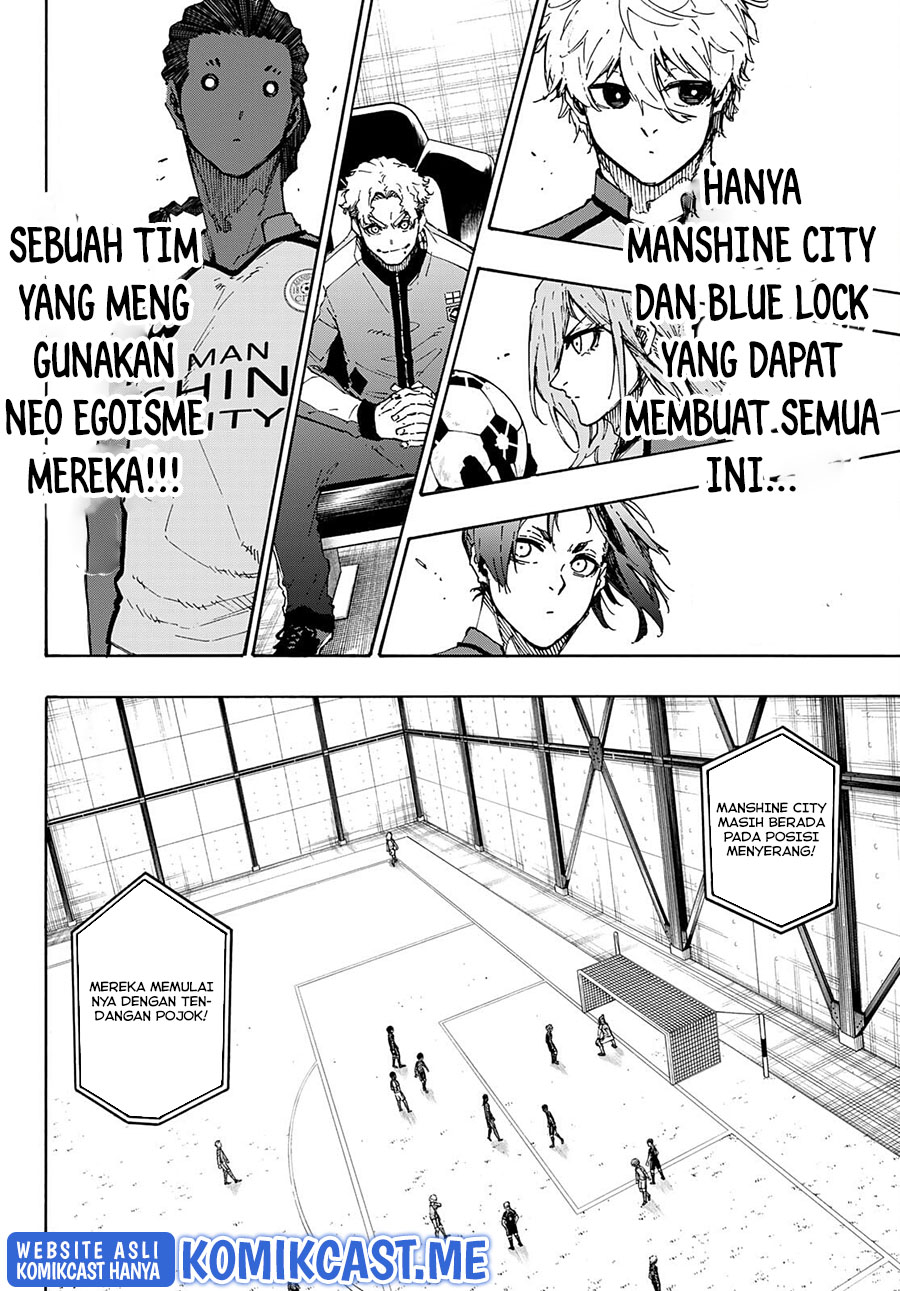 HANYA
MANSHINE CITY
DAN BLUE LOCK
YANG DAPAT
MEMBUAT SEMUA
INI...
SEBUAH TIM
YANG MENG
GUNAKAN
NEO EGOISME
MEREKA!!!
MAN
SHIN
CITY
MANSHINE CITY
MASIH BERADA
PADA POSISI
MENYERANG!
MEREKA MEMULAI
NYA DENGAN TEN-
DANGAN POJOK!
WEBSITE ASLI
KOMIKCAST HANYA
KOMIKCAST.ME